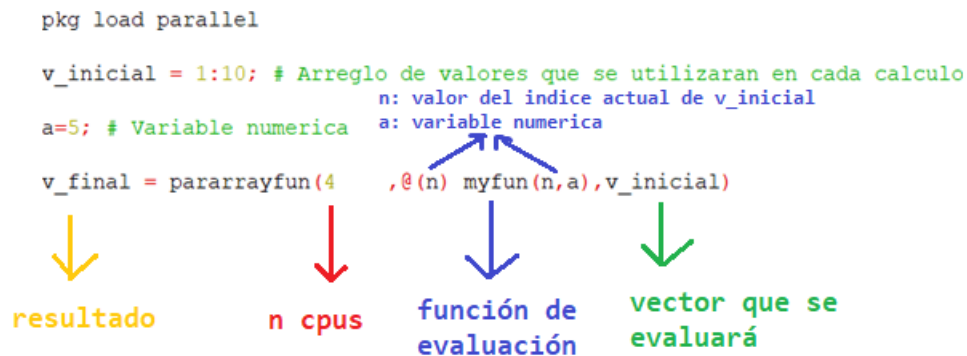 pkg load parallel
v_inicial = 1:10; # Arreglo de valores que se utilizaran en cada calculo
n: valor del indice actual de v_inicial
a=5; # Variable numerica
a: variable numerica
v_final = pararrayfun(4 ,@(n) myfun(n,a),v_inicial)
resultado
n cpus
función de
evaluación
vector que se
evaluará